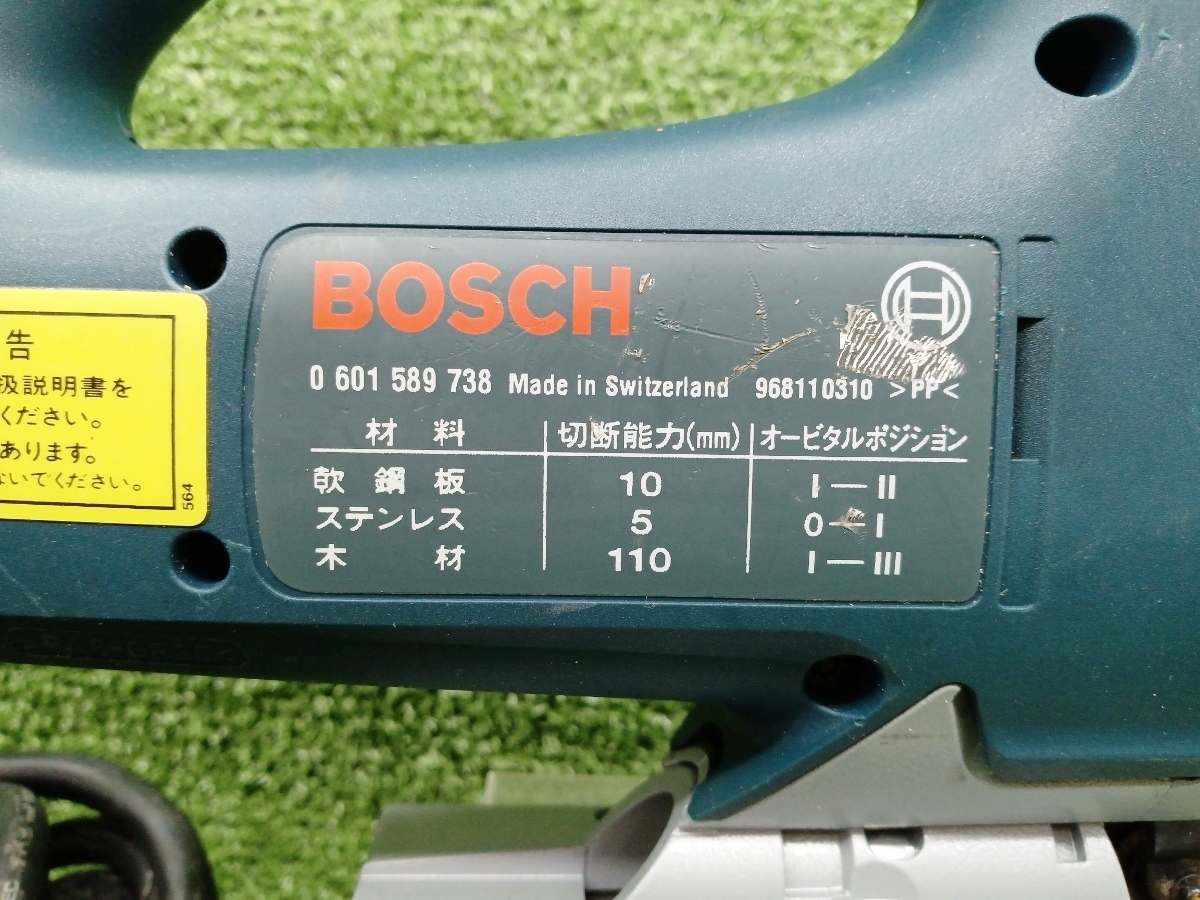 告
扱説明書を
ください。
あります。
ないでください。
564
BOSCH
0 601 589 738 Made in Switzerland 968110310 >PP<
材料 切断能力(mm) オービタルポジション
軟鋼板 10 I—II
ステンレス 5 0—I
木材 110 I—III